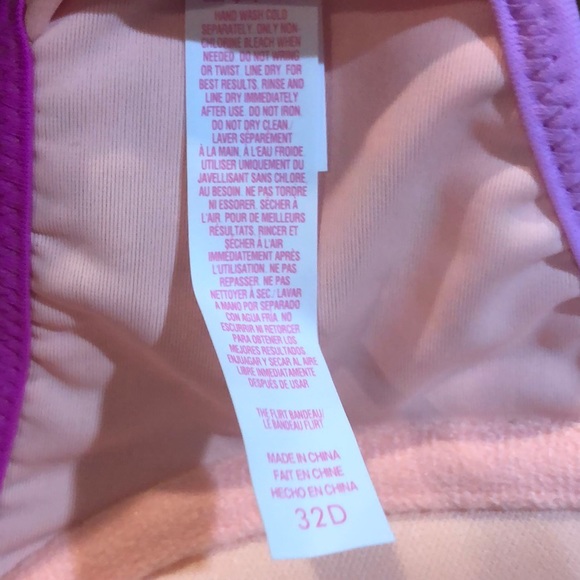 HAND WASH COLD
SEPARATELY. ONLY NON-
CHLORINE BLEACH WHEN
NEEDED. DO NOT WRING
OR TWIST. LINE DRY. FOR
BEST RESULTS, RINSE AND
LINE DRY IMMEDIATELY
AFTER USE. DO NOT IRON.
DO NOT DRY CLEAN./
LAVER SÉPARÉMENT
À LA MAIN, À L'EAU FROIDE.
UTILISER UNIQUEMENT DU
JAVELLISANT SANS CHLORE
AU BESOIN. NE PAS TORDRE
NI ESSORER. SÉCHER À
L'AIR. POUR DE MEILLEURS
RÉSULTATS, RINCER ET
SÉCHER À L'AIR
IMMÉDIATEMENT APRÈS
L'UTILISATION. NE PAS
REPASSER. NE PAS
NETTOYER À SEC./ LAVAR
A MANO POR SEPARADO
CON AGUA FRÍA. NO
ESCURRIR NI RETORCER.
PARA OBTENER LOS
MEJORES RESULTADOS
ENJUAGAR Y SECAR AL AIRE
LIBRE INMEDIATAMENTE
DESPUÉS DE USAR.
THE FLIRT BANDEAU/
LE BANDEAU FLIRT
MADE IN CHINA
FAIT EN CHINE
HECHO EN CHINA
32D